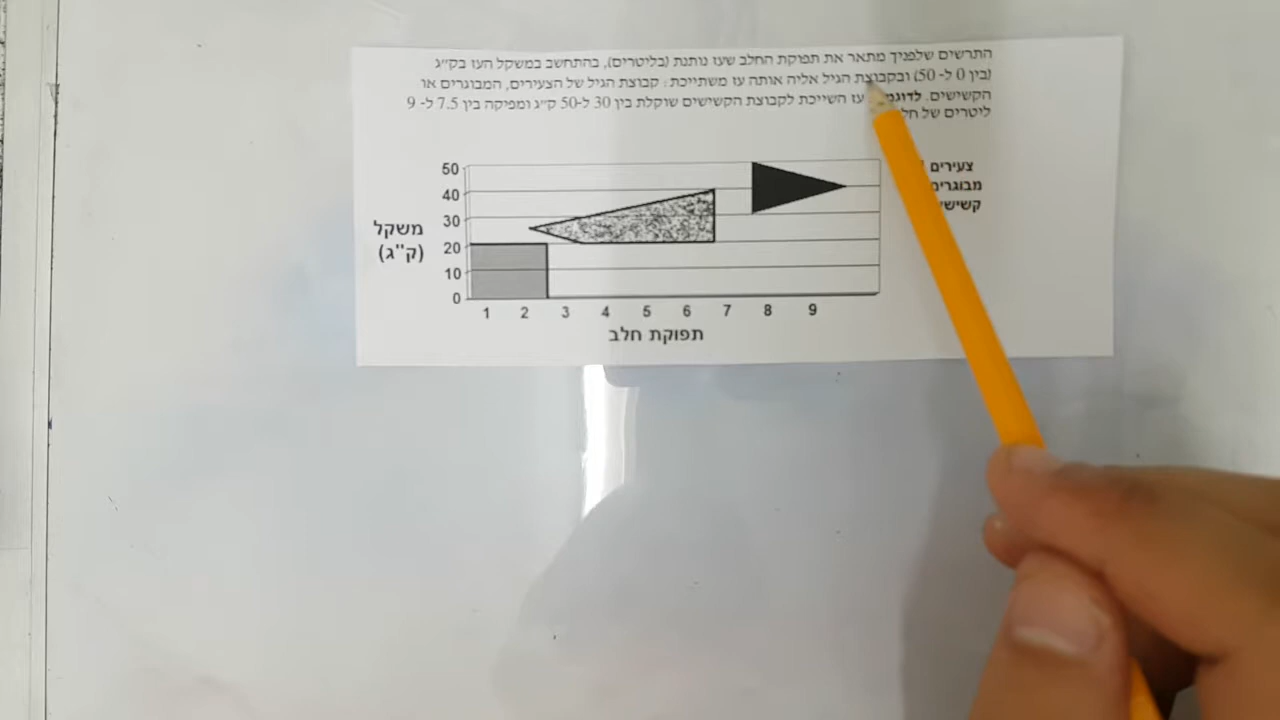 התרשים שלפניך מתאר את תפוקת החלב שעז נותנת (בליטרים), בהתחשב במשקל העז בק״ג
(בין 0 ל- 50) ובקבוצת הגיל אליה אותה עז משתייכת : קבוצת הגיל של הצעירים, המבוגרים או
הקשישים. עז השייכת לקבוצת הקשישים שוקלת בין 30 ל-50 ק״ג ומפיקה בין 7.5 ל- 9
ליטרים של
צעירים
מבוגרים
50
40
30
20
10
0
משקל
(ק"ג)
1 2 3 4 5 6 7 8 9
תפוקת חלב